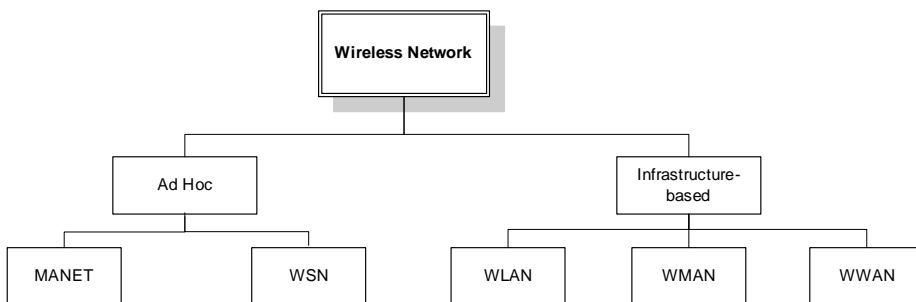 Wireless Network
Ad Hoc
Infrastructure-
based
MANET
WSN
WLAN
WMAN
WWAN